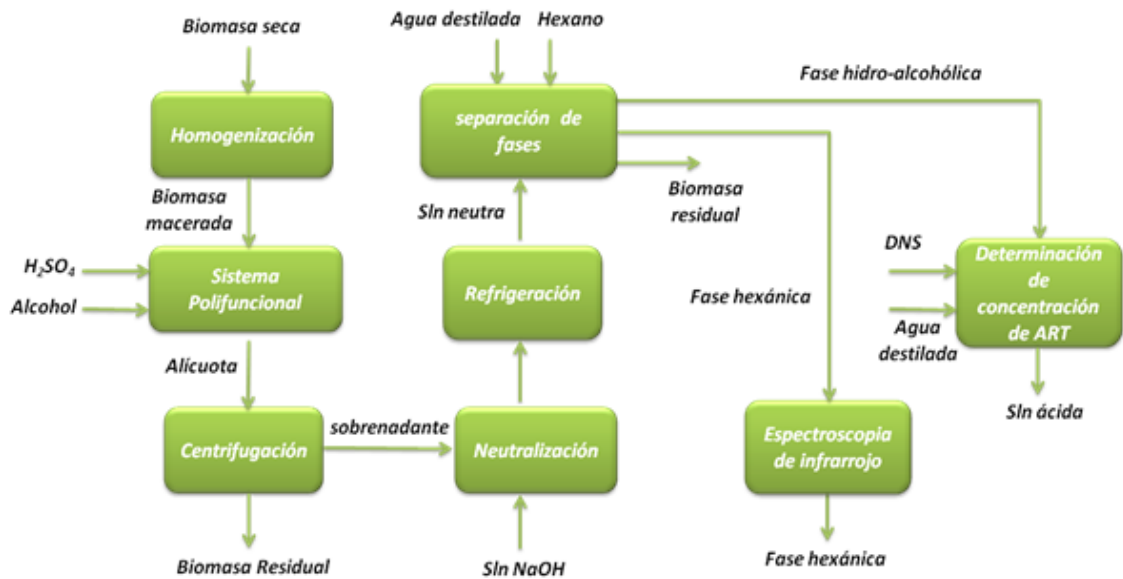 Biomasa seca
Homogenización
Biomasa
macerada
H2SO4
Alcohol
Sistema
Polifuncional
Alícuota
Centrifugación
Biomasa Residual
sobrenadante
Sln NaOH
Neutralización
Refrigeración
Sln neutra
Agua destilada
Hexano
separación de
fases
Biomasa
residual
Fase hexánica
Espectroscopia
de infrarrojo
Fase hexánica
Fase hidro-alcohólica
DNS
Agua
destilada
Determinación
de
concentración
de ART
Sln ácida